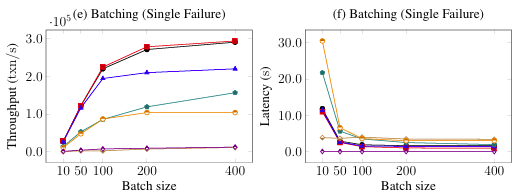 ·10⁵ (e) Batching (Single Failure)
Throughput (txn/s)
3.0
2.0
1.0
0.0
10 50 100 200 400
Batch size
(f) Batching (Single Failure)
Latency (s)
30.0
20.0
10.0
0.0
10 50 100 200 400
Batch size